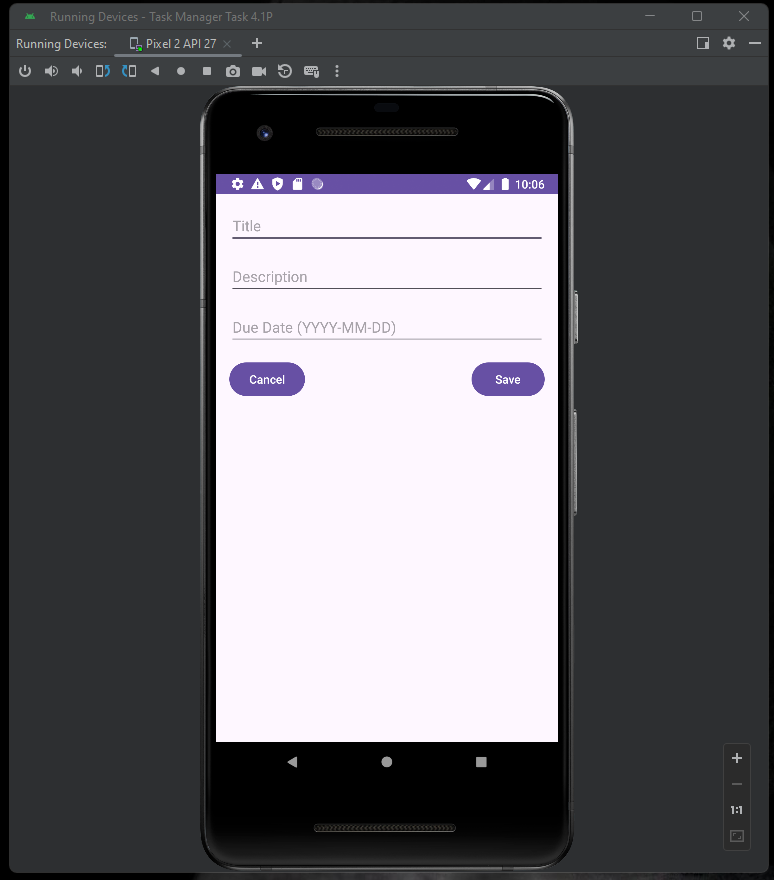 Running Devices - Task Manager Task 4.1P
Running Devices: Pixel 2 API 27
10:06
Title
Description
Due Date (YYYY-MM-DD)
Cancel Save
1:1